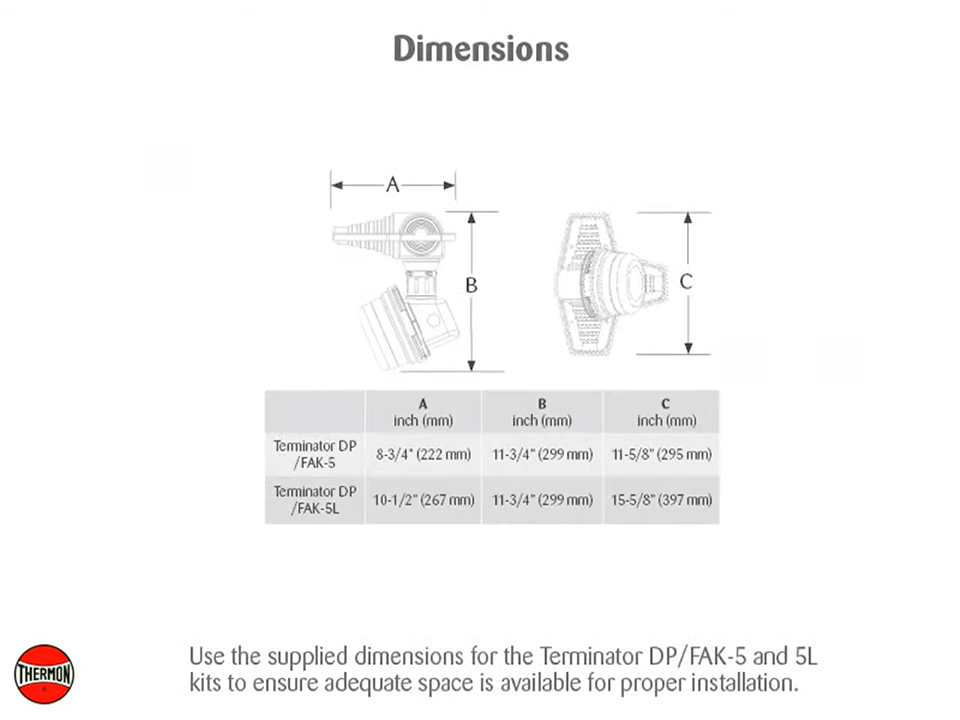 Dimensions
A
B
C
A B C
inch (mm) inch (mm) inch (mm)
Terminator DP
/FAK-5
8-3/4" (222 mm) 11-3/4" (299 mm) 11-5/8" (295 mm)
Terminator DP
/FAK-5L
10-1/2" (267 mm) 11-3/4" (299 mm) 15-5/8" (397 mm)
Use the supplied dimensions for the Terminator DP/FAK-5 and 5L
kits to ensure adequate space is available for proper installation.
THERMON
®